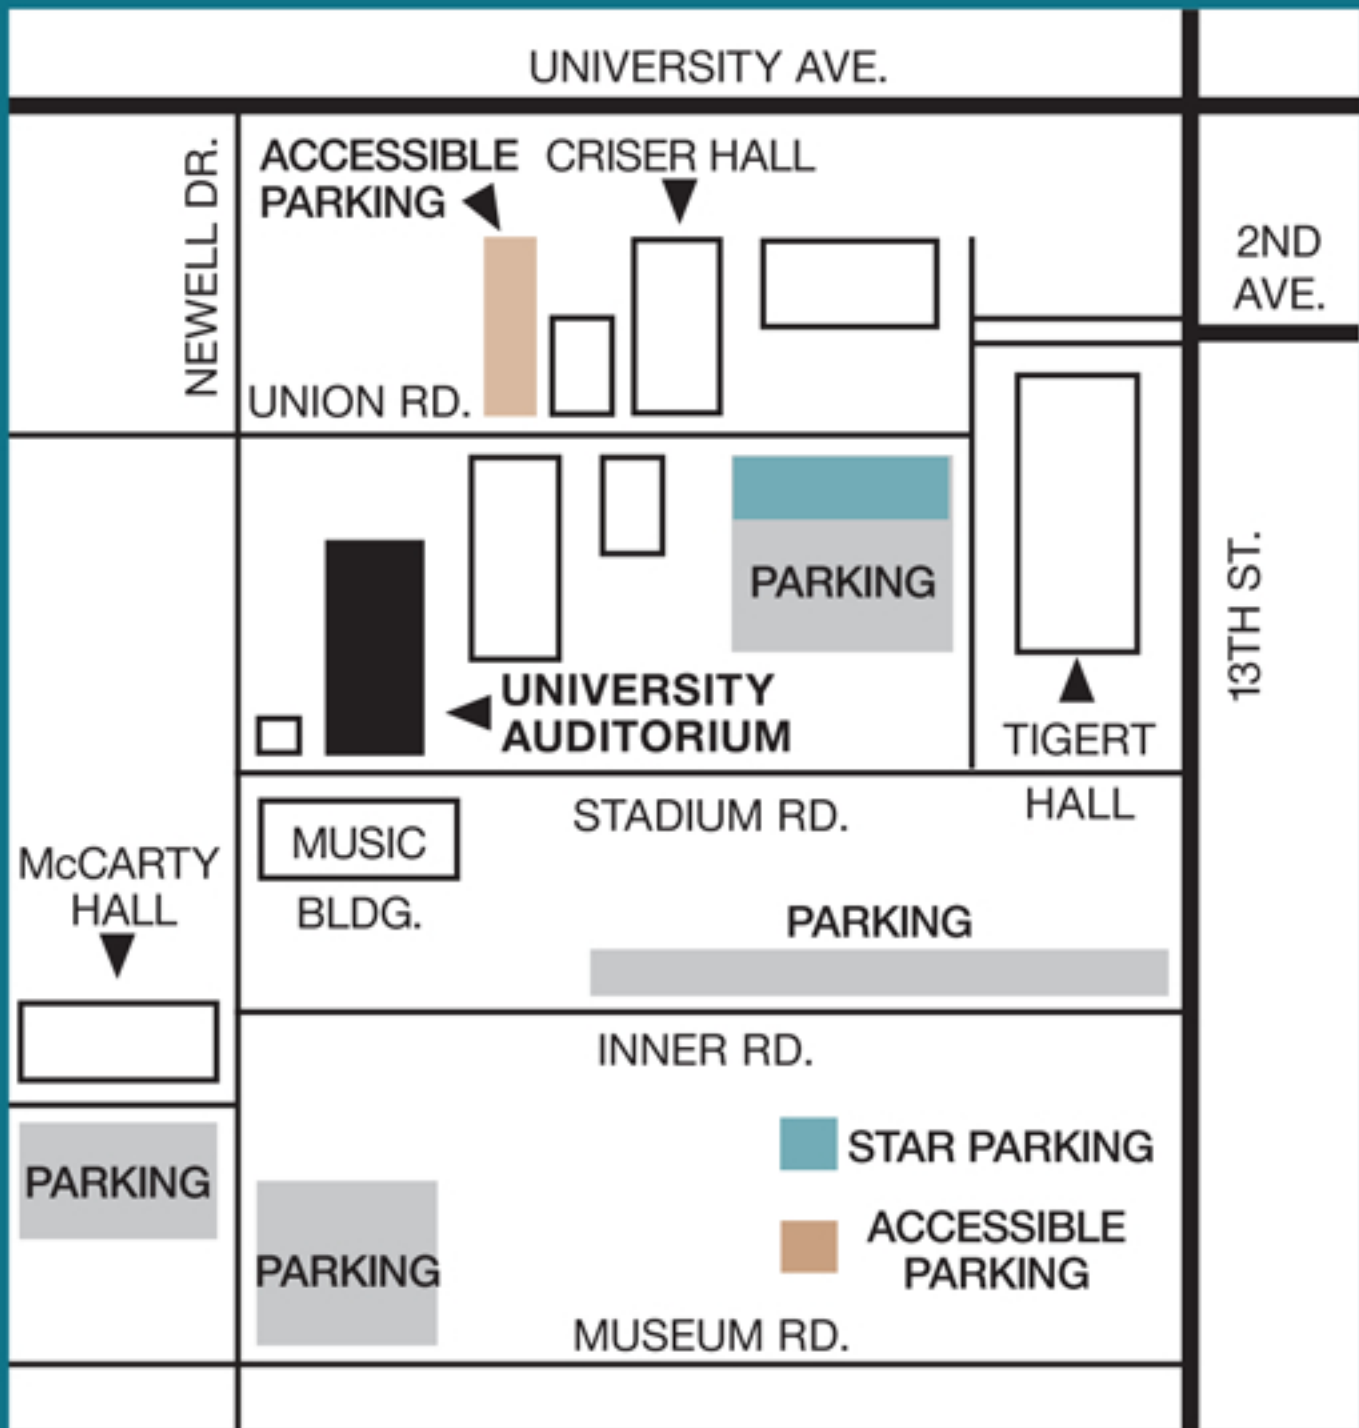 UNIVERSITY AVE.
NEWELL DR.
ACCESSIBLE
PARKING
CRISER HALL
2ND
AVE.
UNION RD.
PARKING
13TH ST.
UNIVERSITY
AUDITORIUM
TIGERT
HALL
STADIUM RD.
MUSIC
BLDG.
McCARTY
HALL
PARKING
INNER RD.
STAR PARKING
ACCESSIBLE
PARKING
PARKING
PARKING
MUSEUM RD.